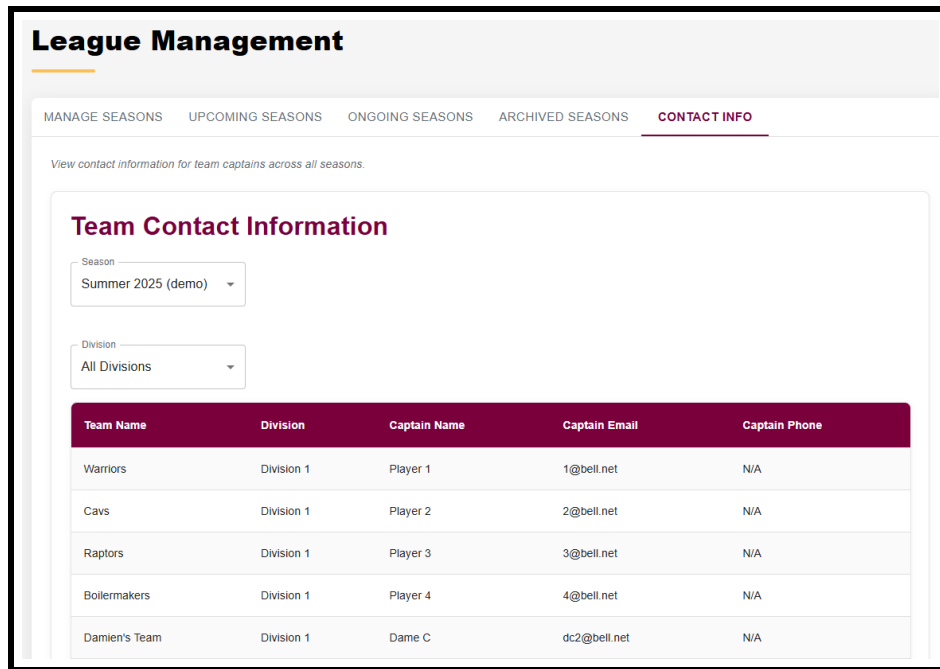 League Management
MANAGE SEASONS UPCOMING SEASONS ONGOING SEASONS ARCHIVED SEASONS CONTACT INFO
View contact information for team captains across all seasons.
Team Contact Information
Season
Summer 2025 (demo)
Division
All Divisions
Team Name Division Captain Name Captain Email Captain Phone
Warriors Division 1 Player 1 1@bell.net N/A
Cavs Division 1 Player 2 2@bell.net N/A
Raptors Division 1 Player 3 3@bell.net N/A
Boilermakers Division 1 Player 4 4@bell.net N/A
Damien's Team Division 1 Dame C dc2@bell.net N/A